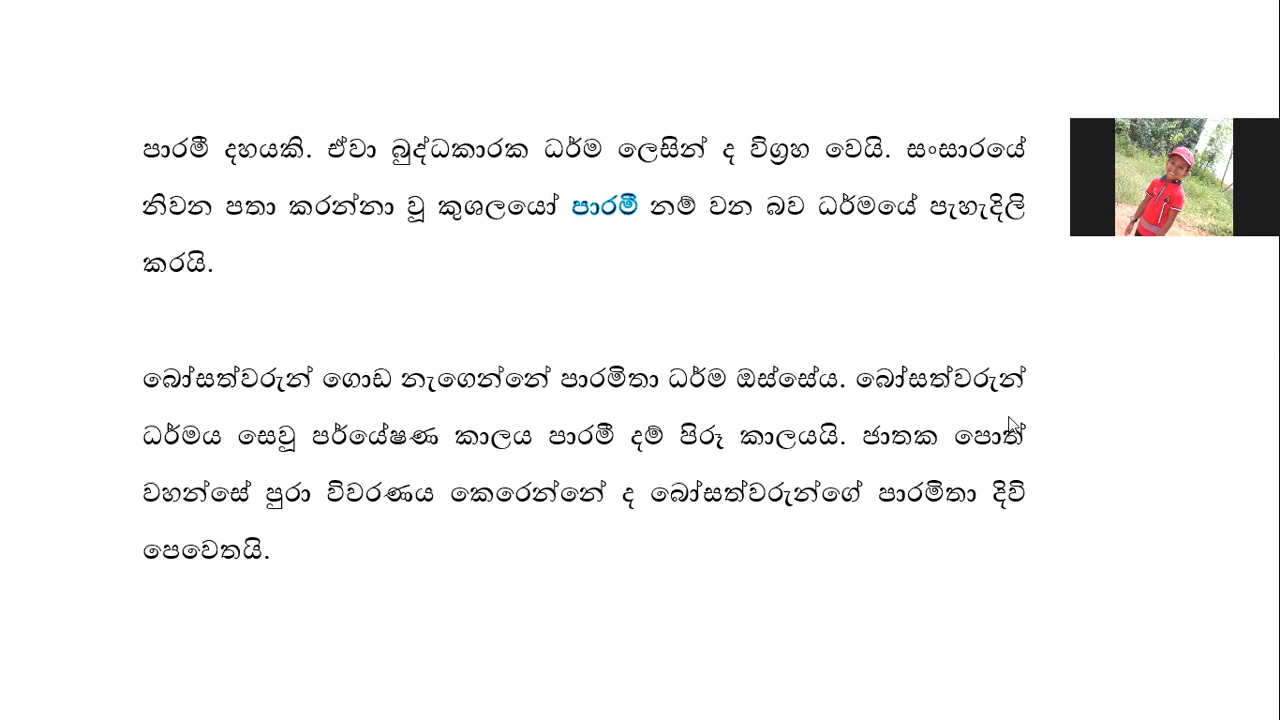 පාරමී දහයකි. ඒවා බුද්ධකාරක ධර්ම ලෙසින් ද විග්‍රහ වෙයි. සංසාරයේ
නිවන පතා කරන්නා වූ කුශලයෝ පාරමී නම් වන බව ධර්මයේ පැහැදිලි
කරයි.
බෝසත්වරුන් ගොඩ නැගෙන්නේ පාරමිතා ධර්ම ඔස්සේය. බෝසත්වරුන්
ධර්මය සෙවූ පර්යේෂණ කාලය පාරමී දම් පිරූ කාලයයි. ජාතක පොත්
වහන්සේ පුරා විවරණය කෙරෙන්නේ ද බෝසත්වරුන්ගේ පාරමිතා දිවි
පෙවෙතයි.